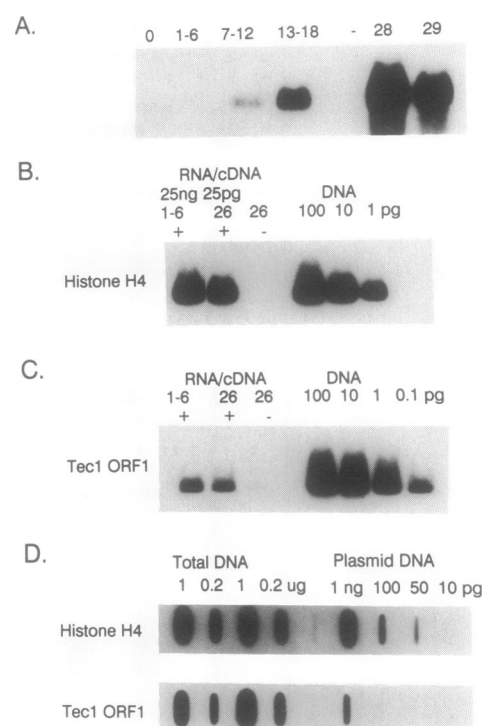 A.
0 1-6 7-12 13-18 - 28 29
B.
RNA/cDNA
25ng 25pg DNA
1-6 26 26 100 10 1 pg
+ + -
Histone H4
C.
RNA/cDNA DNA
1-6 26 26 100 10 1 0.1 pg
+ + -
Tec1 ORF1
D.
Total DNA Plasmid DNA
1 0.2 1 0.2 ug 1 ng 100 50 10 pg
Histone H4
Tec1 ORF1